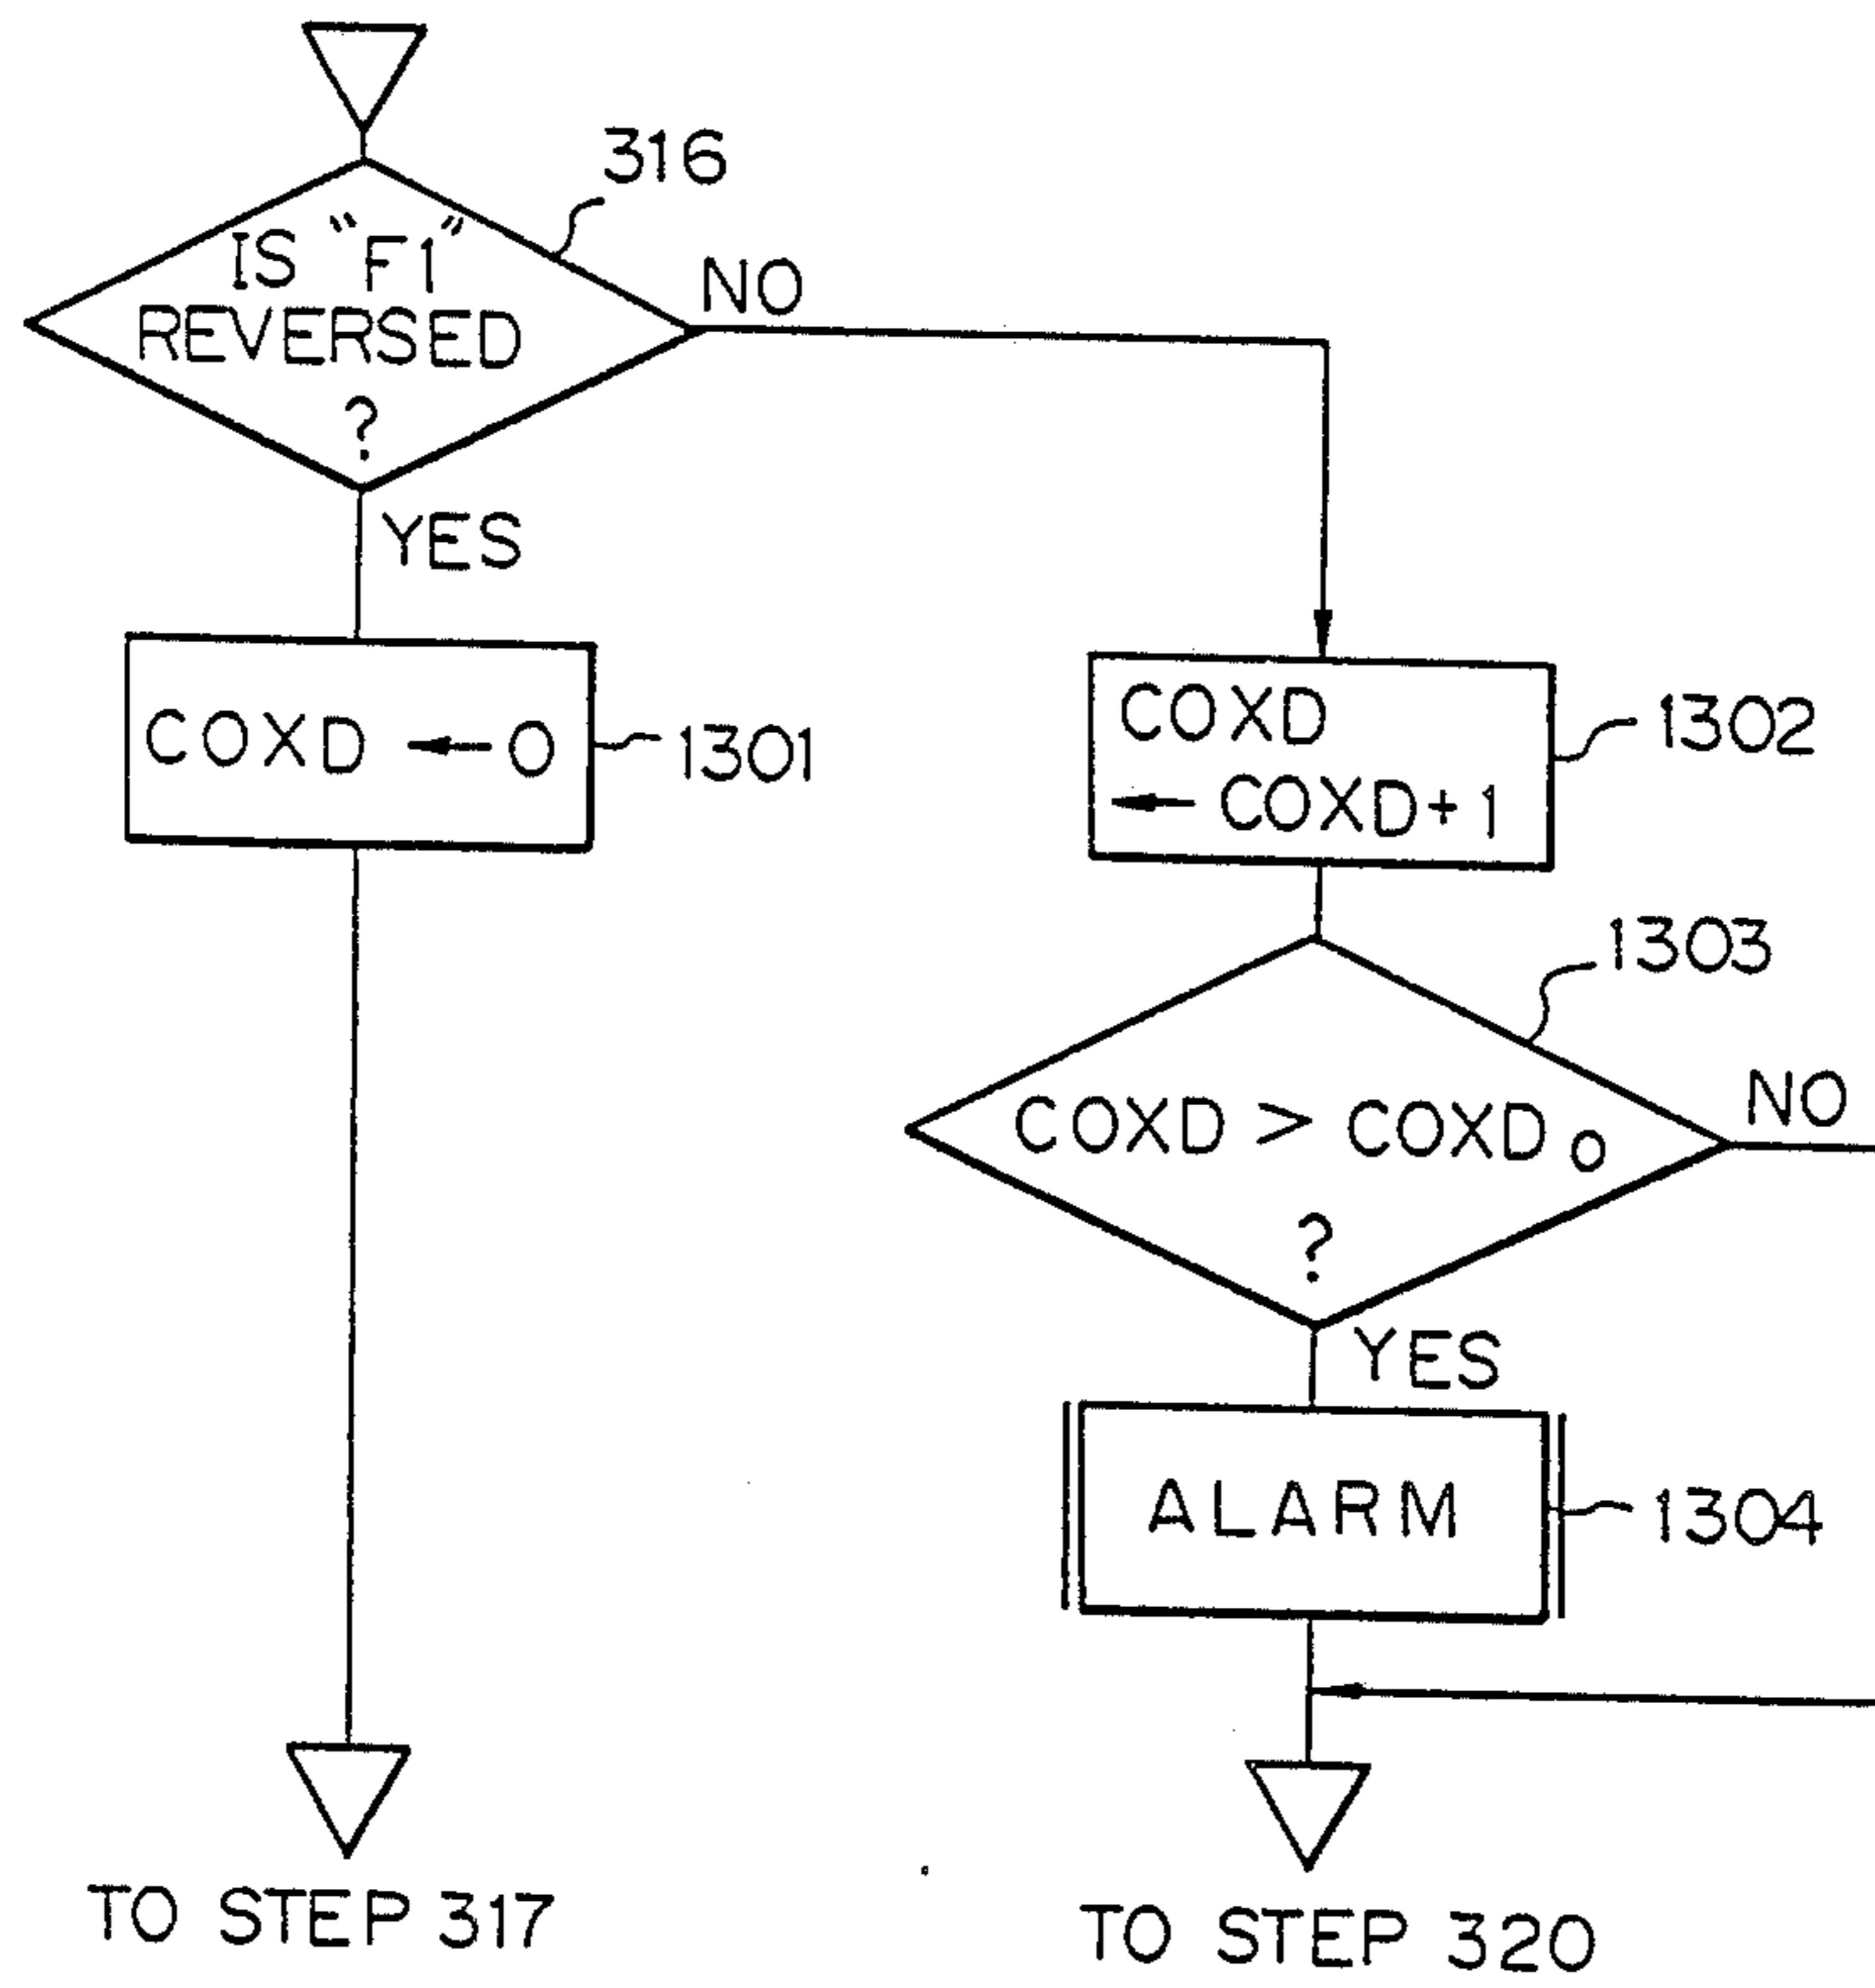 316
IS "F1"
REVERSED
?
NO
YES
COXD ← 0
1301
COXD
← COXD+1
1302
1303
COXD > COXD₀
?
NO
YES
ALARM
1304
TO STEP 317
TO STEP 320